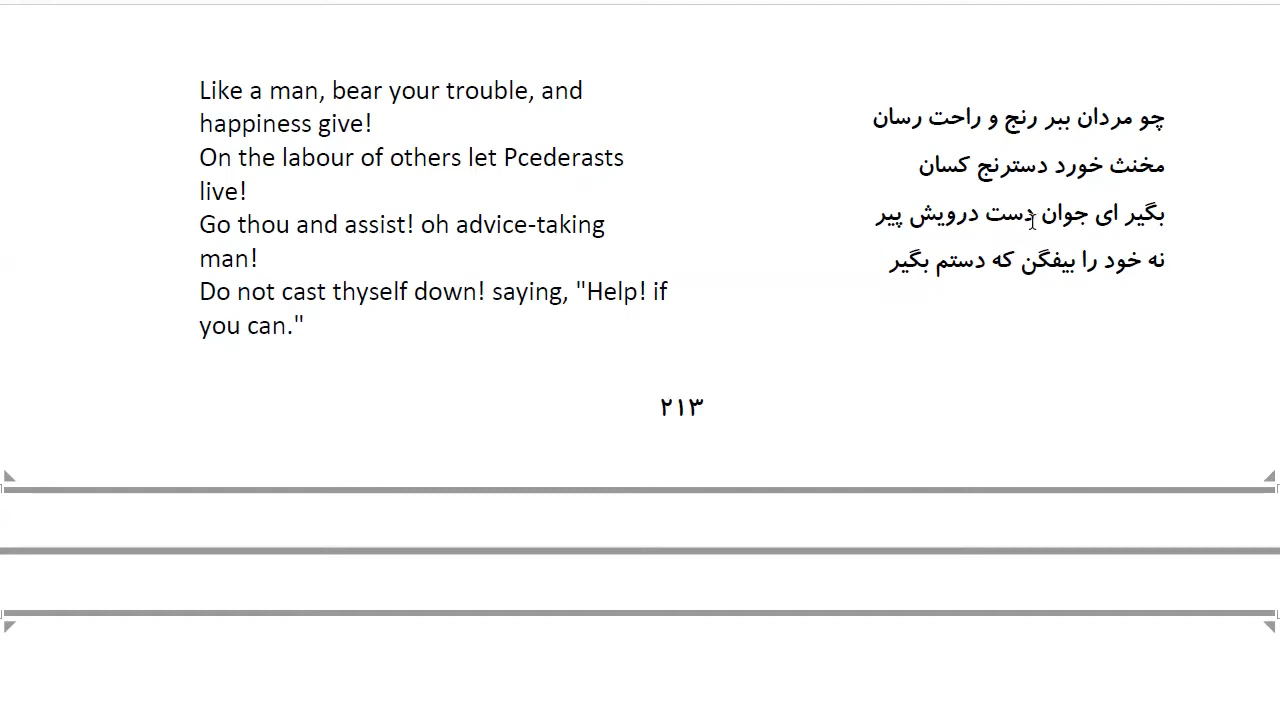 Like a man, bear your trouble, and
happiness give!
On the labour of others let Pcederasts
live!
Go thou and assist! oh advice-taking
man!
Do not cast thyself down! saying, "Help! if
you can."
چو مردان ببر رنج و راحت رسان
مخنث خورد دسترنج کسان
بگیر ای جوان دست درویش پیر
نه خود را بیفگن که دستم بگیر
۲۱۳